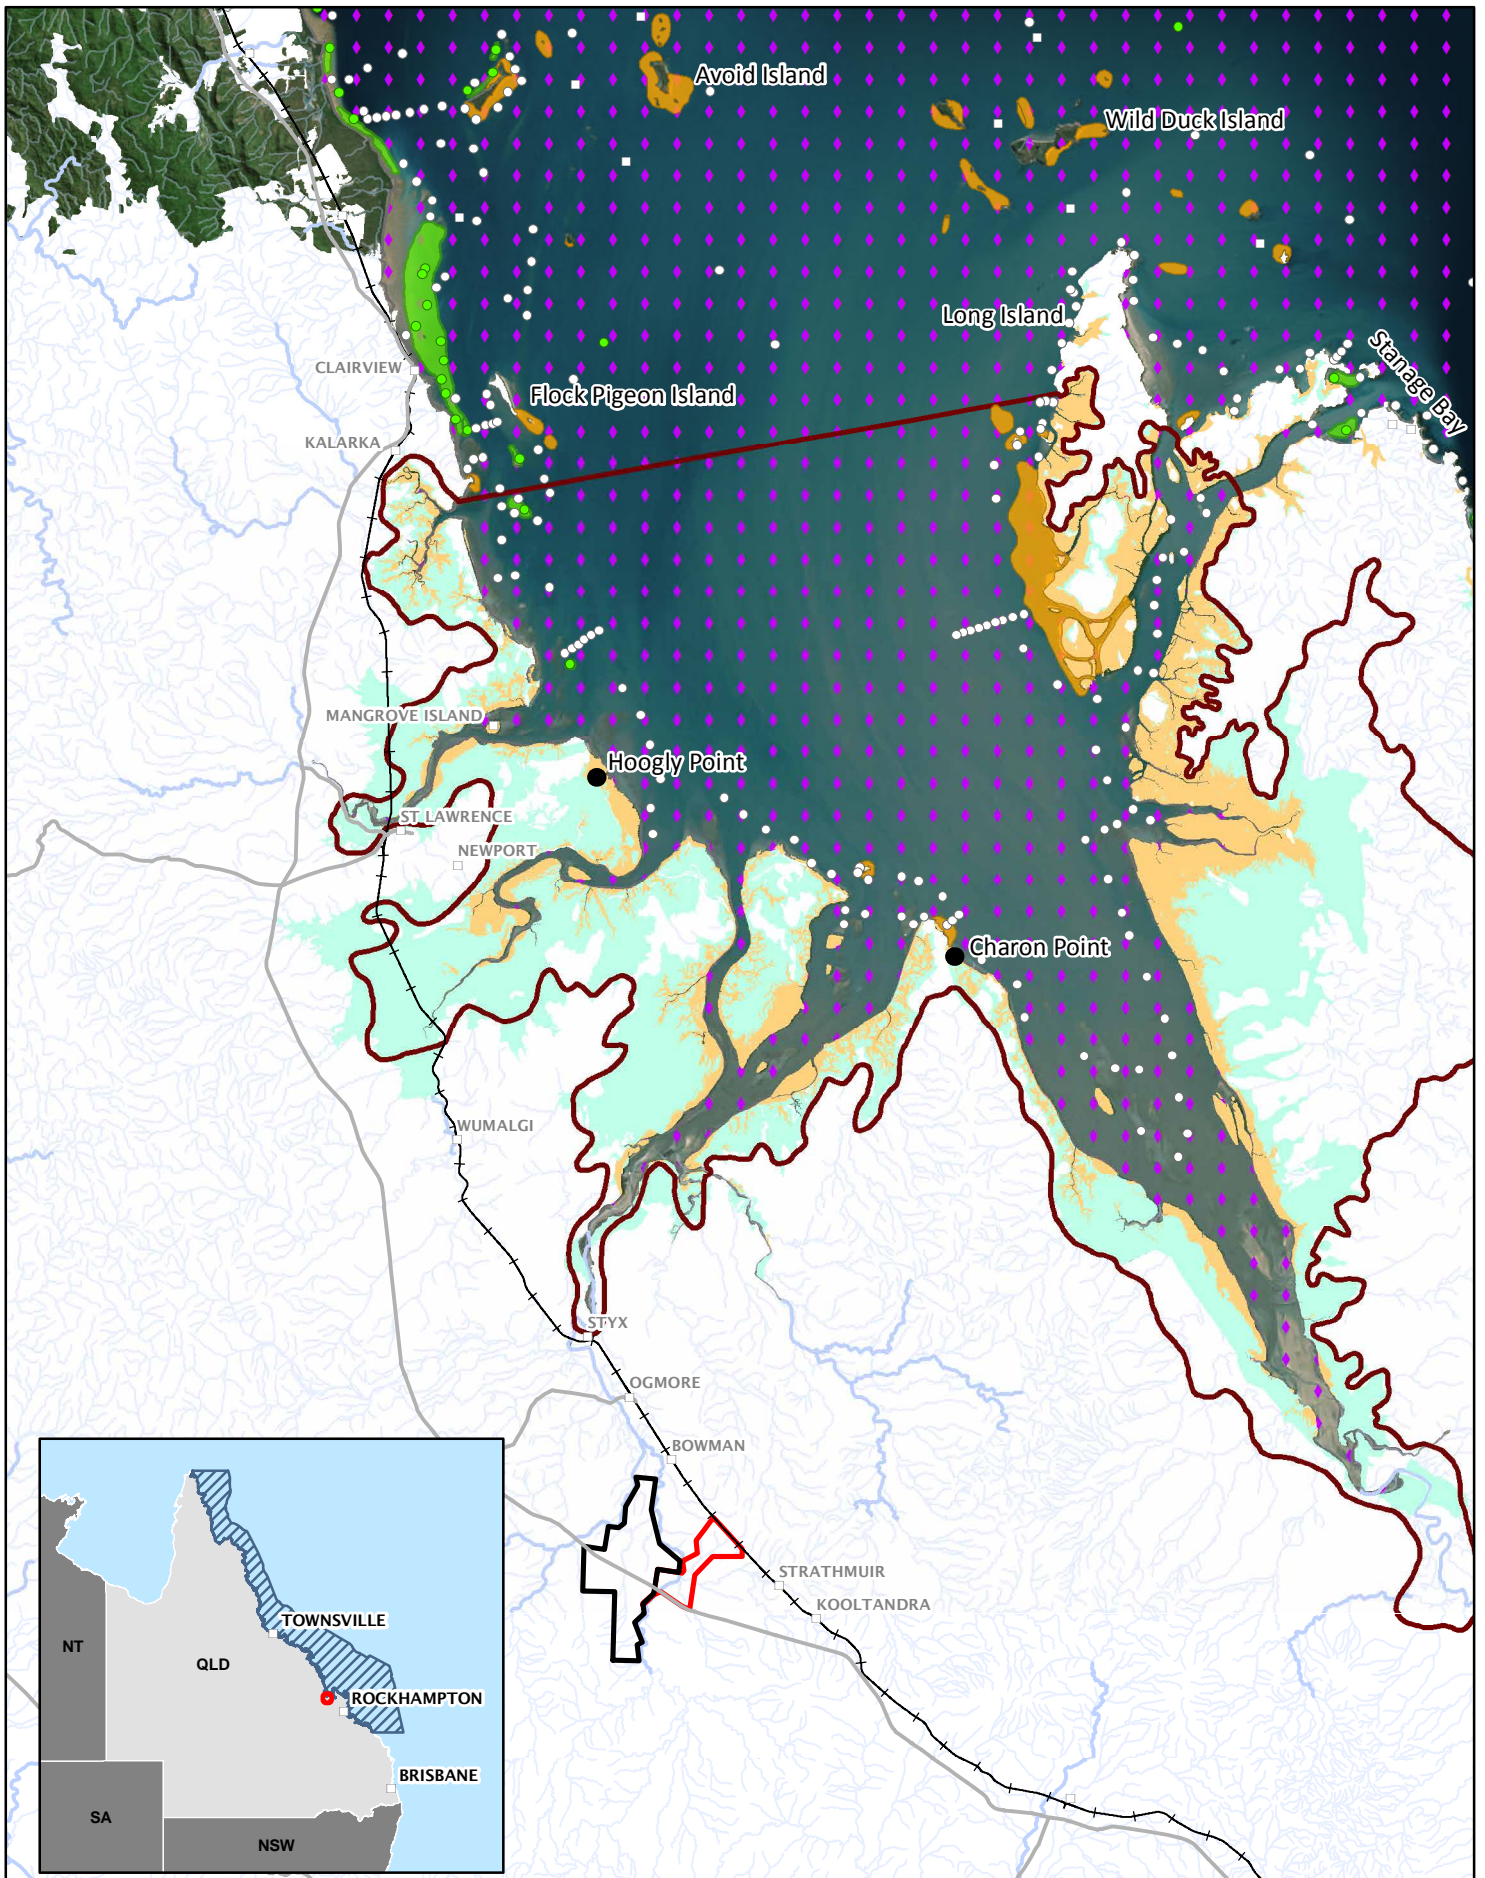 Avoid Island
Wild Duck Island
Long Island
Stanage Bay
CLAIRVIEW
Flock Pigeon Island
KALARKA
MANGROVE ISLAND
Hoogly Point
ST LAWRENCE
NEWPORT
Charon Point
WUMALGI
STYX
OGMORE
BOWMAN
STRATHMUIR
KOOLTANDRA
TOWNSVILLE
NT
QLD
ROCKHAMPTON
BRISBANE
SA
NSW